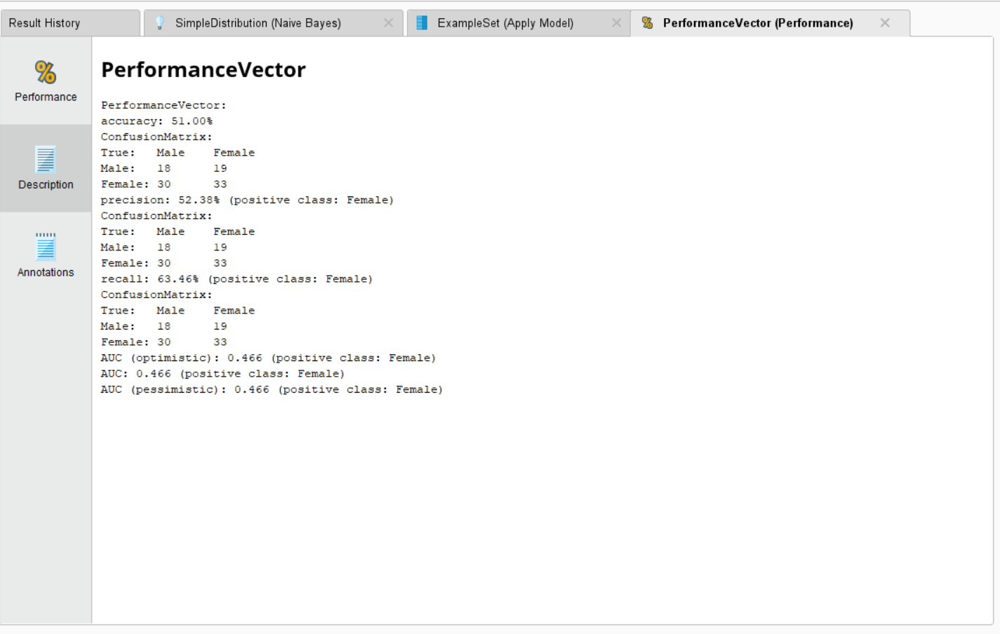 Result History
SimpleDistribution (Naive Bayes)
ExampleSet (Apply Model)
PerformanceVector (Performance)
Performance
Description
Annotations
PerformanceVector
PerformanceVector:
accuracy: 51.00%
ConfusionMatrix:
True: Male Female
Male: 18 19
Female: 30 33
precision: 52.38% (positive class: Female)
ConfusionMatrix:
True: Male Female
Male: 18 19
Female: 30 33
recall: 63.46% (positive class: Female)
ConfusionMatrix:
True: Male Female
Male: 18 19
Female: 30 33
AUC (optimistic): 0.466 (positive class: Female)
AUC: 0.466 (positive class: Female)
AUC (pessimistic): 0.466 (positive class: Female)